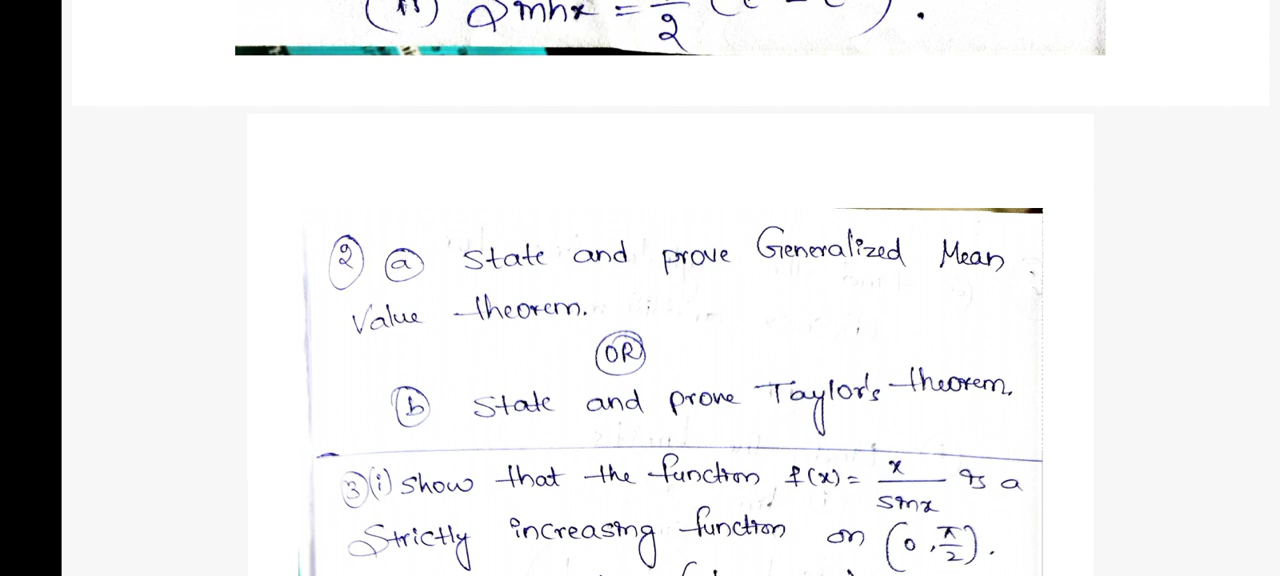 (ii) Sinhx = /2 (e - e ) .
② ⓐ State and prove Generalized Mean
Value theorem.
OR
ⓑ State and prove Taylor's theorem.
③(i) Show that the function f(x) = x/sinx is a
Strictly increasing function on (0, π/2).